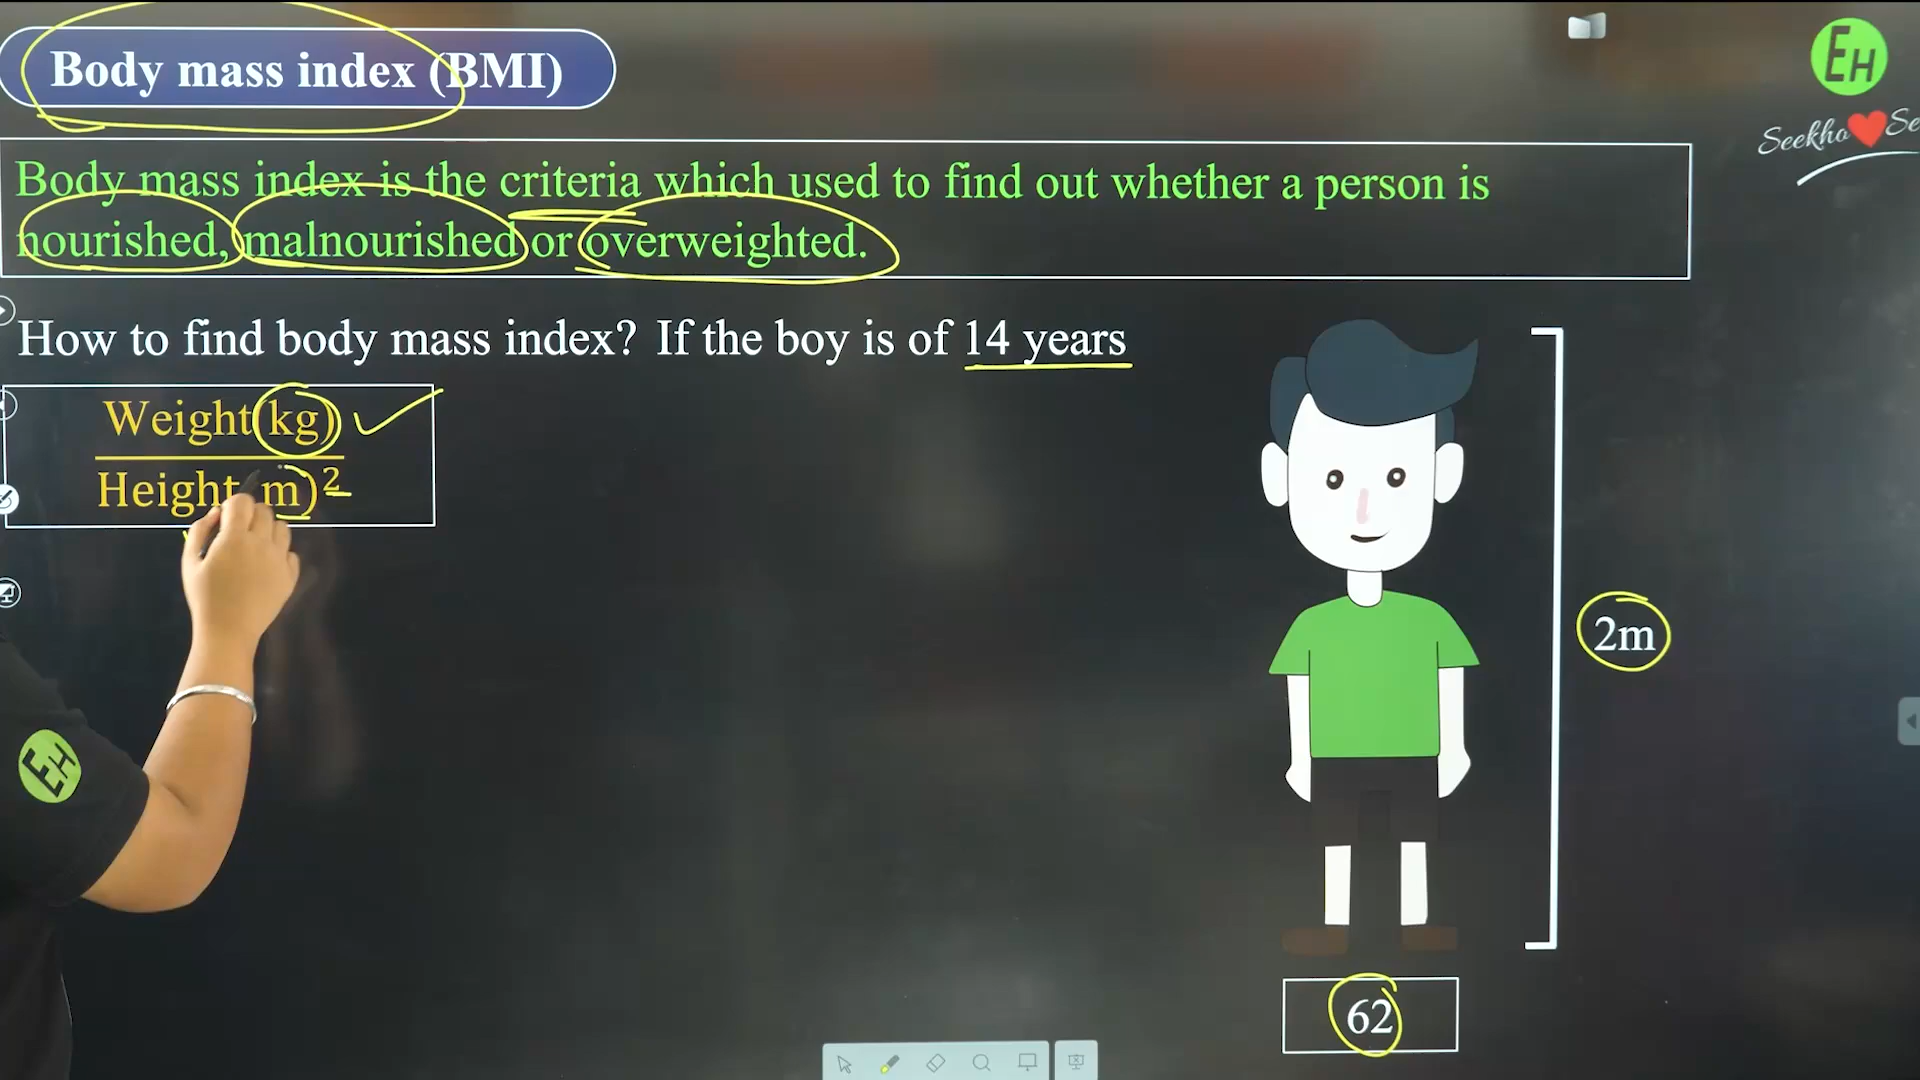 Body mass index (BMI)
EH
Seekho❤️Se
Body mass index is the criteria which used to find out whether a person is
nourished, malnourished or overweighted.
How to find body mass index? If the boy is of 14 years
Weight(kg)
Height m)²
2m
EH
62